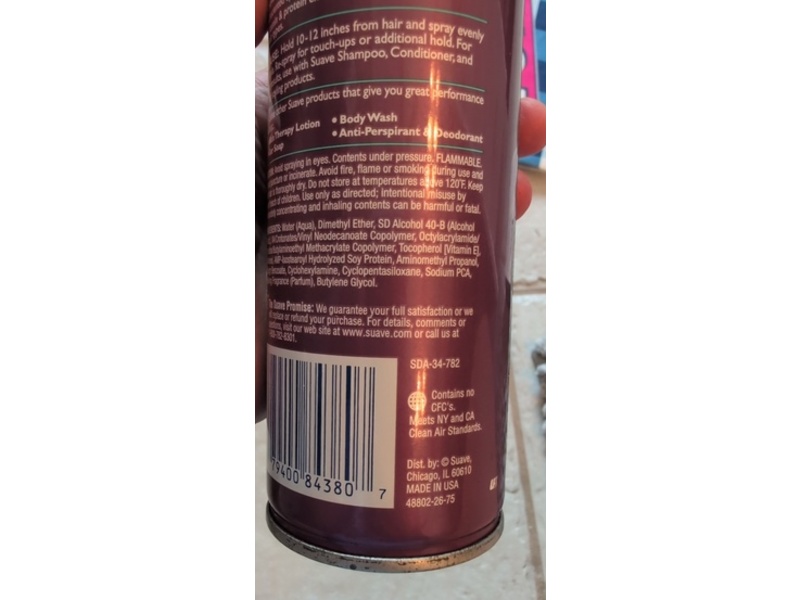 & protein
Hold 10-12 inches from hair and spray evenly
Re-spray for touch-ups or additional hold. For
use with Suave Shampoo, Conditioner, and
products.
other Suave products that give you great performance
Therapy Lotion
Soap
• Body Wash
• Anti-Perspirant & Deodorant
Avoid spraying in eyes. Contents under pressure. FLAMMABLE.
or incinerate. Avoid fire, flame or smoking during use and
thoroughly dry. Do not store at temperatures above 120°F. Keep
of children. Use only as directed; Intentional misuse by
concentrating and inhaling contents can be harmful or fatal.
Water (Aqua), Dimethyl Ether, SD Alcohol 40-B (Alcohol
Neodecanoate Copolymer, Octylacrylamide/
Methacrylate Copolymer, Tocopherol [Vitamin E],
Hydrolyzed Soy Protein, Aminomethyl Propanol,
Cyclohexylamine, Cyclopentasiloxane, Sodium PCA,
Fragrance (Parfum), Butylene Glycol.
The Suave Promise: We guarantee your full satisfaction or we
replace or refund your purchase. For details, comments or
visit our web site at www.suave.com or call us at
SDA-34-782
Contains no
CFC's.
Meets NY and CA
Clean Air Standards.
79400 84380 7
Dist. by: © Suave,
Chicago, IL 60610
MADE IN USA
48802-26-75